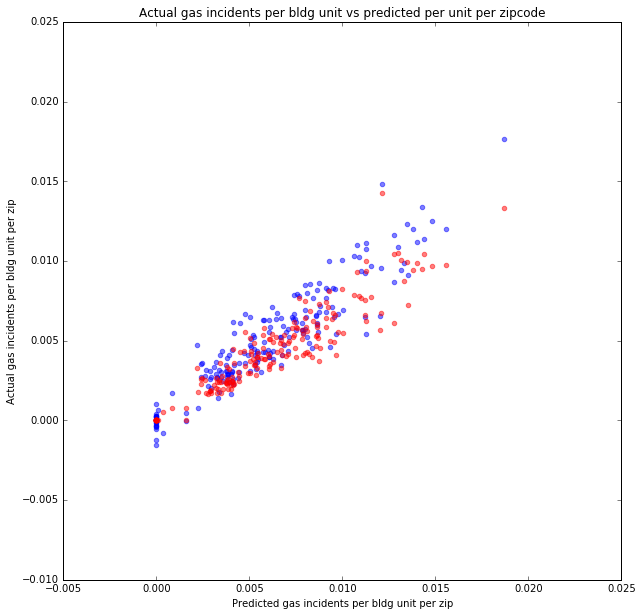 Actual gas incidents per bldg unit vs predicted per unit per zipcode
0.025
0.020
0.015
0.010
0.005
0.000
−0.005
−0.010
Actual gas incidents per bldg unit per zip
−0.005 0.000 0.005 0.010 0.015 0.020 0.025
Predicted gas incidents per bldg unit per zip